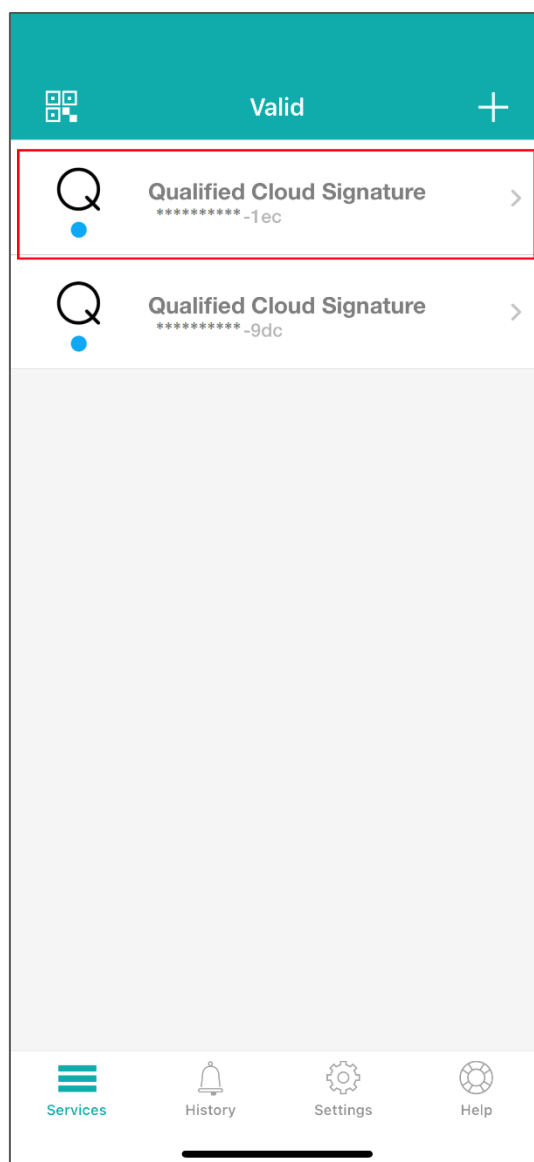 Valid
Qualified Cloud Signature
**********-1ec
Qualified Cloud Signature
**********-9dc
Services History Settings Help